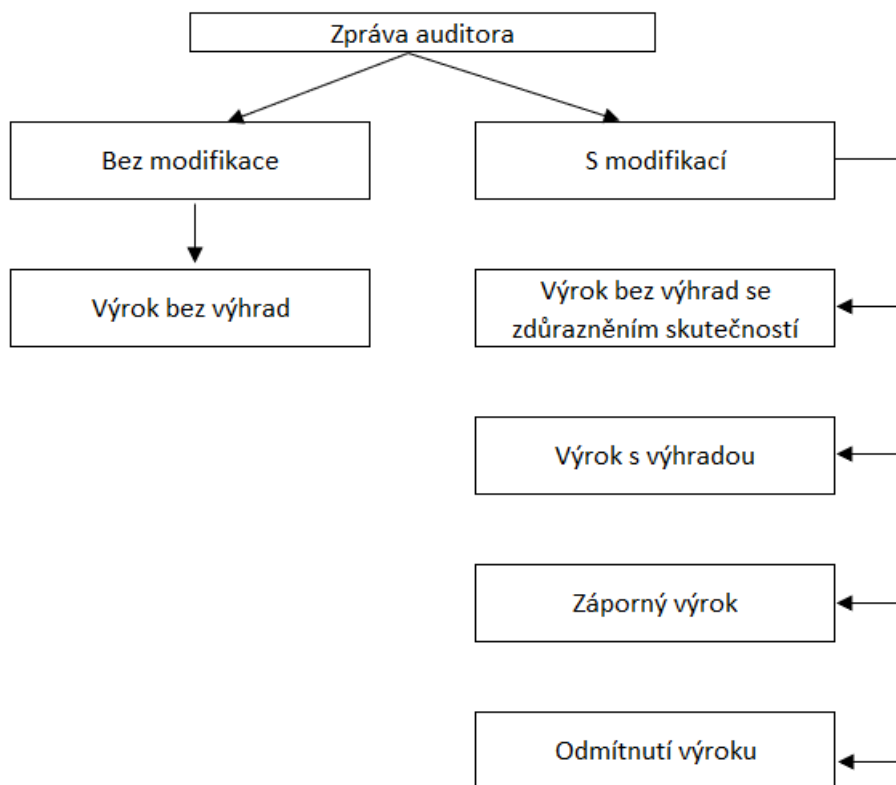 Zpráva auditora
Bez modifikace
S modifikací
Výrok bez výhrad
Výrok bez výhrad se
zdůrazněním skutečností
Výrok s výhradou
Záporný výrok
Odmítnutí výroku